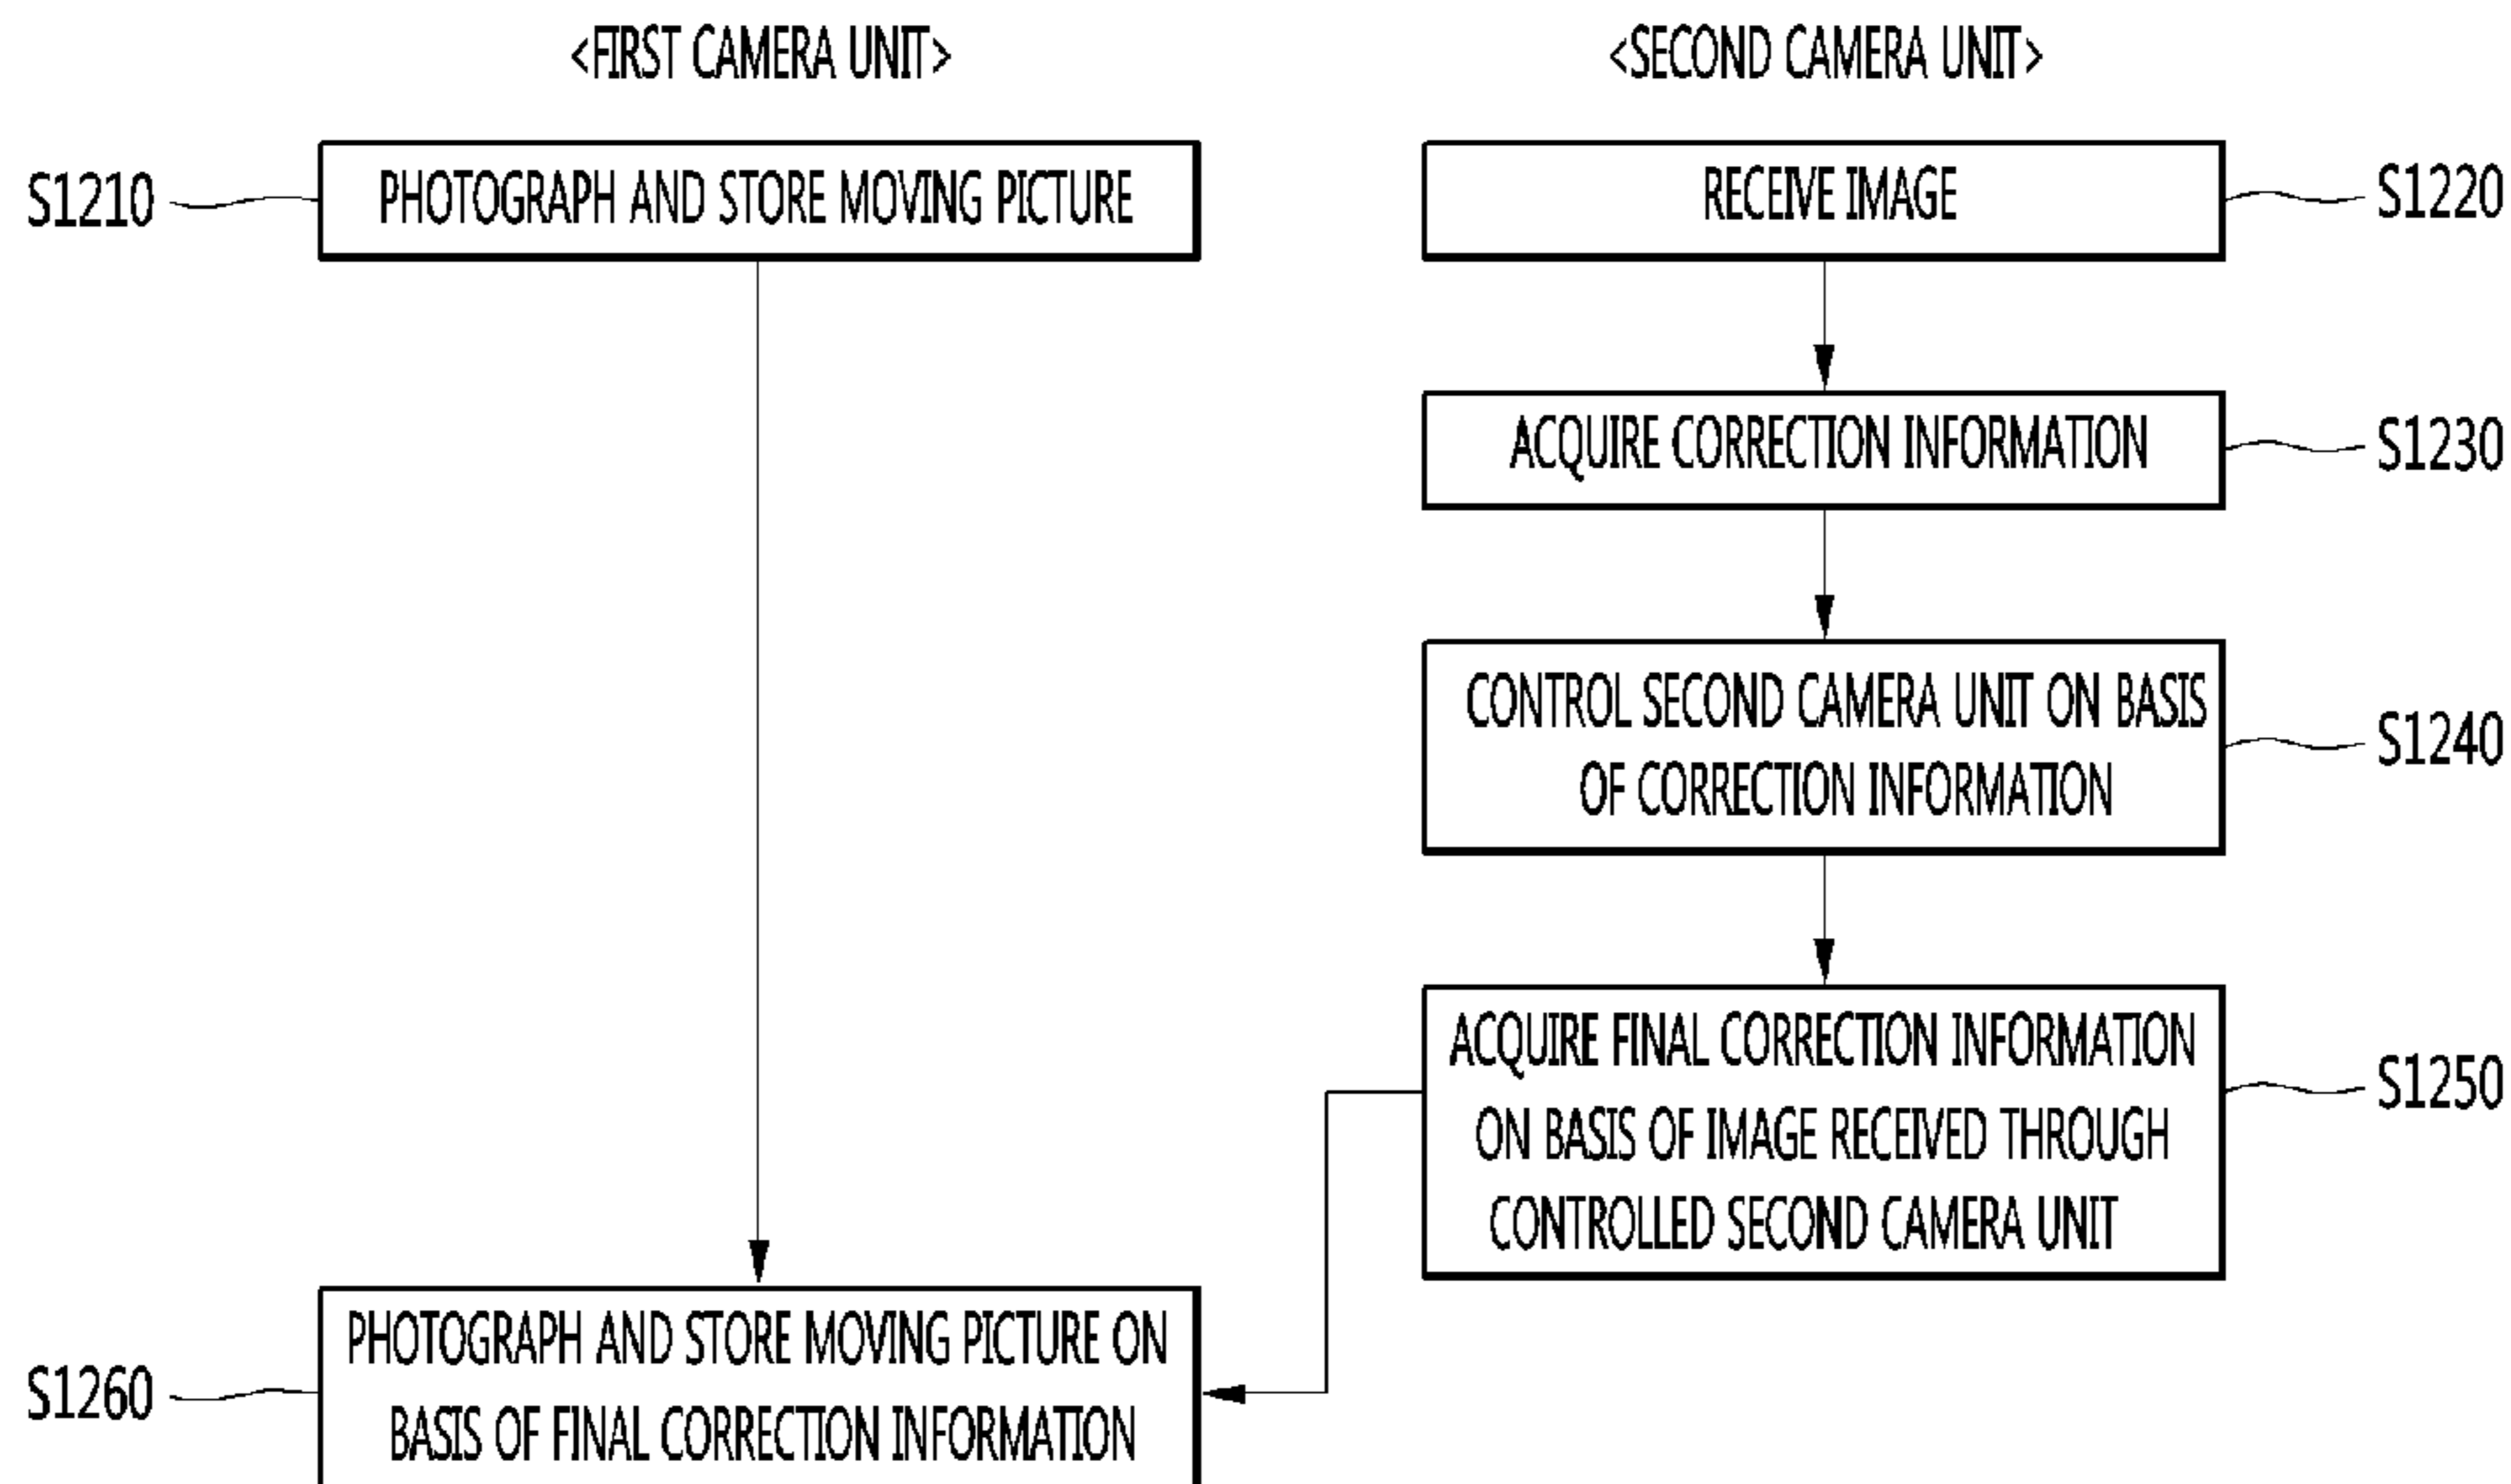 <FIRST CAMERA UNIT>
<SECOND CAMERA UNIT>
S1210
PHOTOGRAPH AND STORE MOVING PICTURE
RECEIVE IMAGE
S1220
ACQUIRE CORRECTION INFORMATION
S1230
CONTROL SECOND CAMERA UNIT ON BASIS
OF CORRECTION INFORMATION
S1240
ACQUIRE FINAL CORRECTION INFORMATION
ON BASIS OF IMAGE RECEIVED THROUGH
CONTROLLED SECOND CAMERA UNIT
S1250
S1260
PHOTOGRAPH AND STORE MOVING PICTURE ON
BASIS OF FINAL CORRECTION INFORMATION